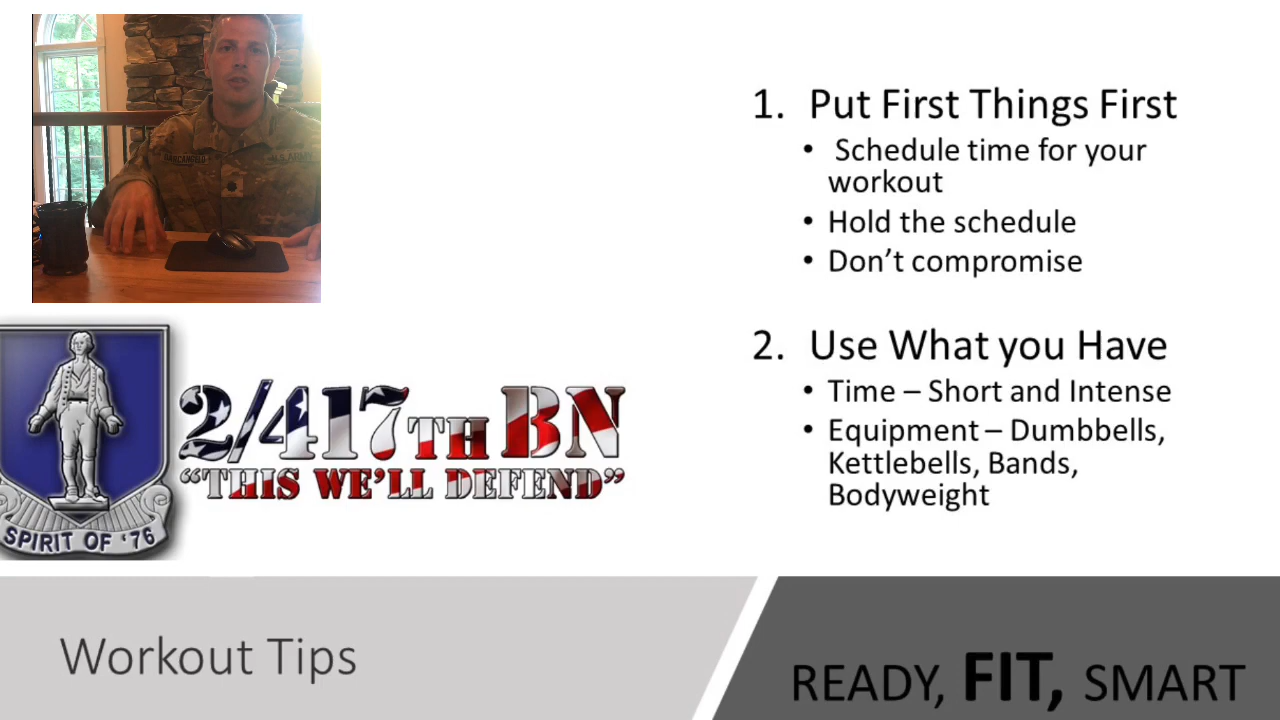 DARCANGELO
U.S. ARMY
1. Put First Things First
• Schedule time for your
workout
• Hold the schedule
• Don’t compromise
2. Use What you Have
• Time – Short and Intense
• Equipment – Dumbbells,
Kettlebells, Bands,
Bodyweight
2/417TH BN
“THIS WE’LL DEFEND”
SPIRIT OF ‘76
Workout Tips
READY, FIT, SMART